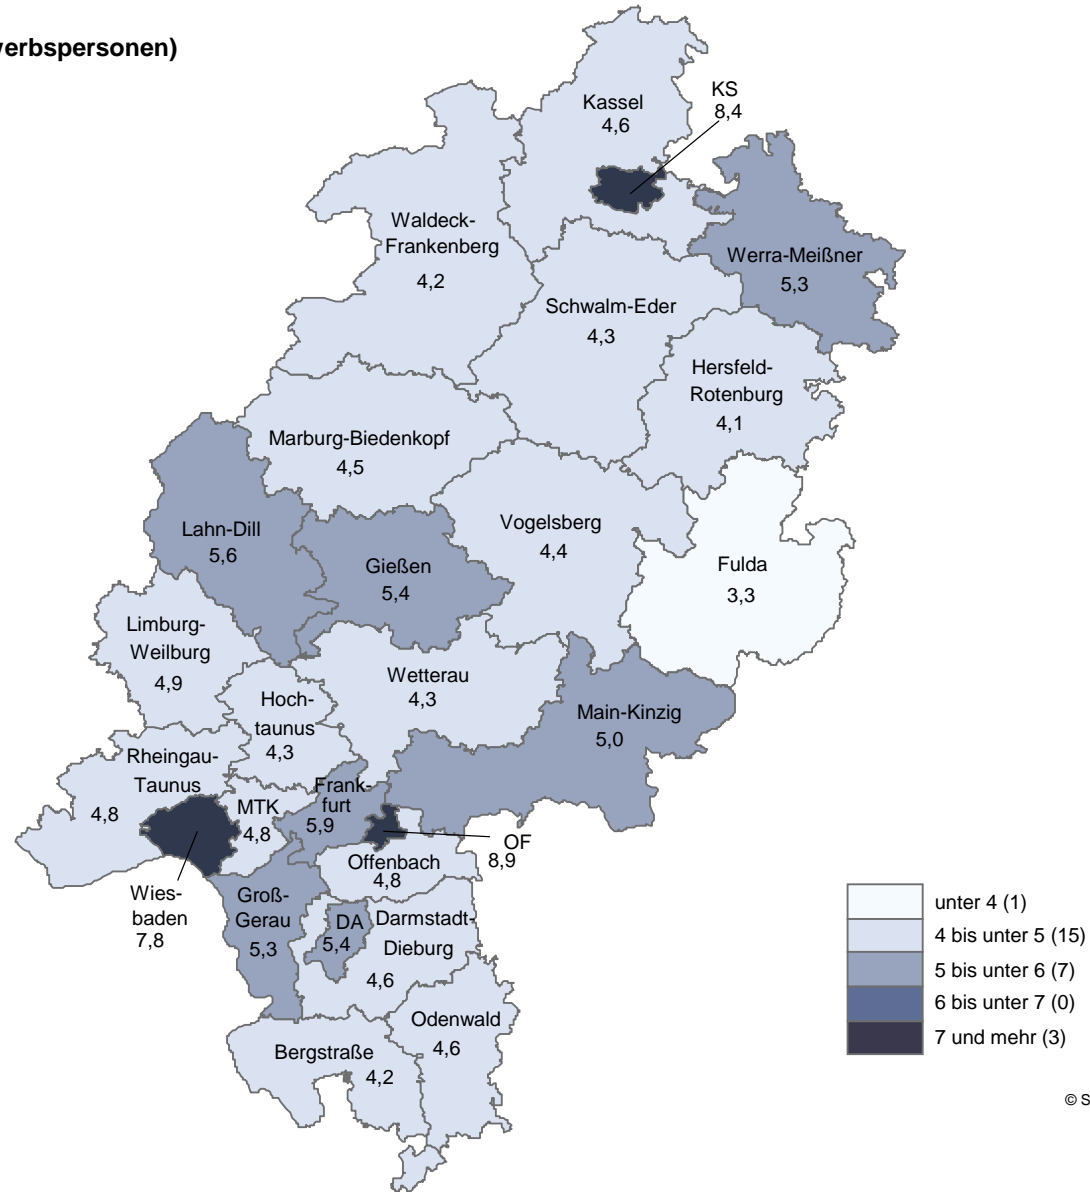 verbspersonen)
Kassel
4,6
KS
8,4
Waldeck-
Frankenberg
4,2
Werra-Meißner
5,3
Schwalm-Eder
4,3
Hersfeld-
Rotenburg
4,1
Marburg-Biedenkopf
4,5
Lahn-Dill
5,6
Gießen
5,4
Vogelsberg
4,4
Fulda
3,3
Limburg-
Weilburg
4,9
Wetterau
4,3
Hoch-
taunus
4,3
Main-Kinzig
5,0
Rheingau-
Taunus
4,8
MTK
4,8
Frank-
furt
5,9
OF
8,9
Offenbach
4,8
Wies-
baden
7,8
Groß-
Gerau
5,3
DA
5,4
Darmstadt-
Dieburg
4,6
Odenwald
4,6
Bergstraße
4,2
unter 4 (1)
4 bis unter 5 (15)
5 bis unter 6 (7)
6 bis unter 7 (0)
7 und mehr (3)
© S